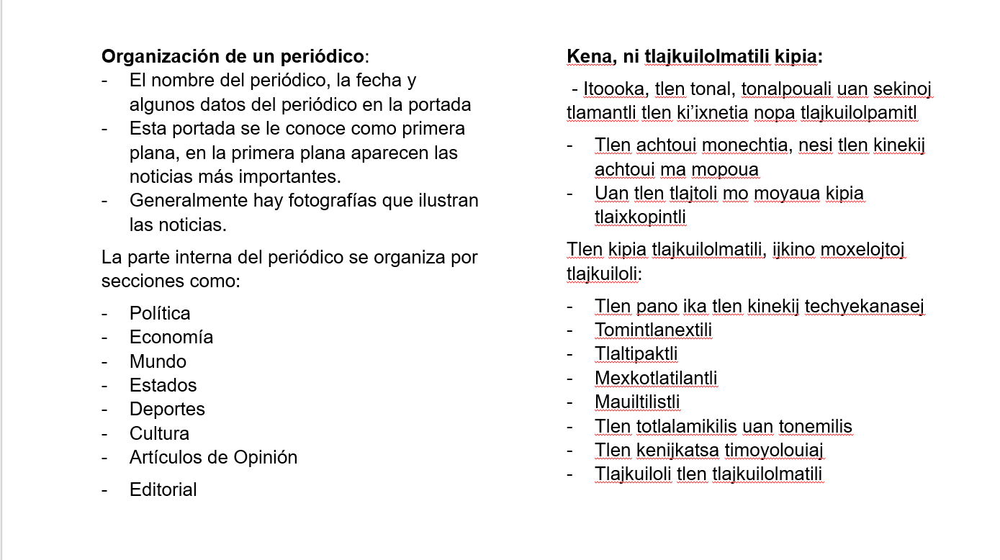 Organización de un periódico:
- El nombre del periódico, la fecha y
algunos datos del periódico en la portada
- Esta portada se le conoce como primera
plana, en la primera plana aparecen las
noticias más importantes.
- Generalmente hay fotografías que ilustran
las noticias.
La parte interna del periódico se organiza por
secciones como:
- Política
- Economía
- Mundo
- Estados
- Deportes
- Cultura
- Artículos de Opinión
- Editorial
Kena, ni tlajkuilolmatili kipia:
- Itoooka, tlen tonal, tonalpouali uan sekinoj
tlamantli tlen ki’ixnetia nopa tlajkuilolpamitl
- Tlen achtoui monechtia, nesi tlen kinekij
achtoui ma mopoua
- Uan tlen tlajtoli mo moyaua kipia
tlaixkopintli
Tlen kipia tlajkuilolmatili, ijkino moxelojtoj
tlajkuiloli:
- Tlen pano ika tlen kinekij techyekanasej
- Tomintlanextili
- Tlaltipaktli
- Mexkotlatilantli
- Mauiltilistli
- Tlen totlalamikilis uan tonemilis
- Tlen kenijkatsa timoyolouiaj
- Tlajkuiloli tlen tlajkuilolmatili